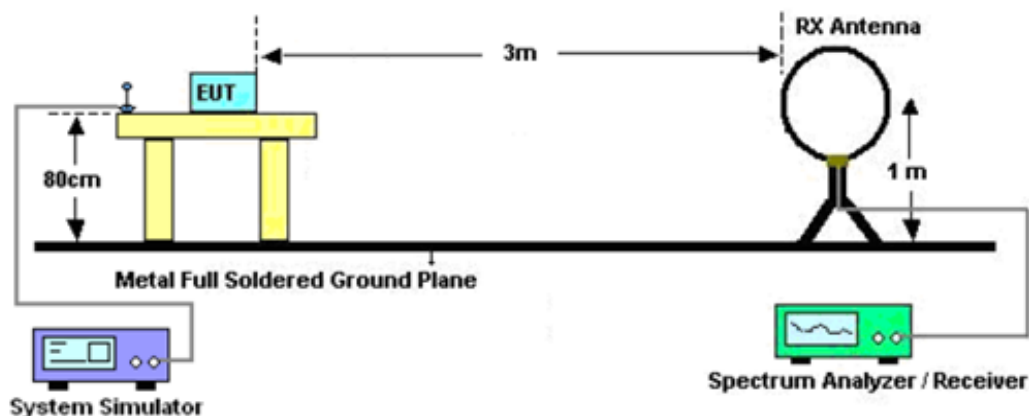 RX Antenna
3m
EUT
80cm
1 m
Metal Full Soldered Ground Plane
System Simulator
Spectrum Analyzer / Receiver